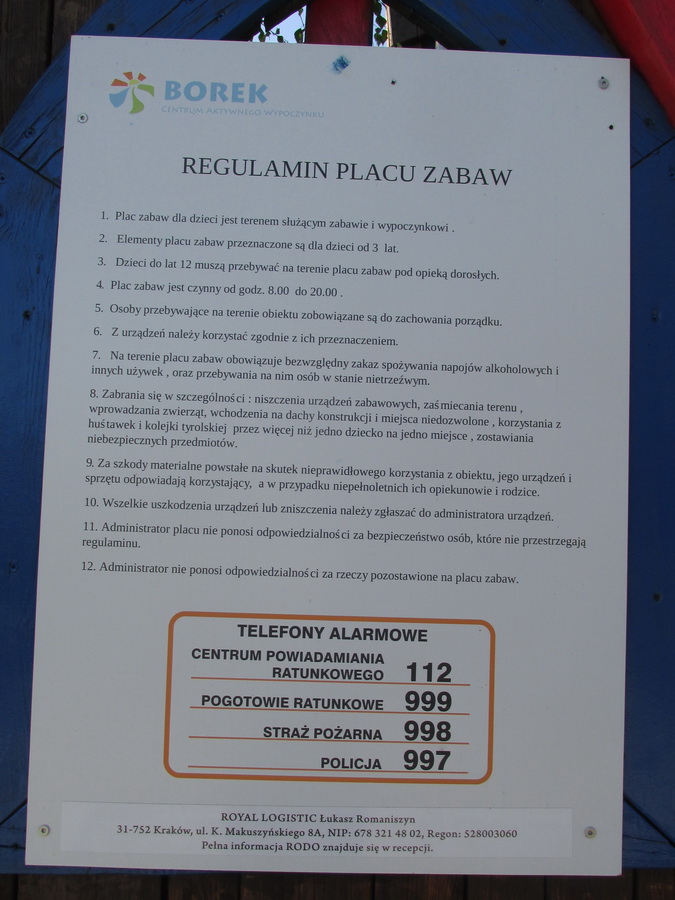 BOREK
CENTRUM AKTYWNEGO WYPOCZYNKU
REGULAMIN PLACU ZABAW
1. Plac zabaw dla dzieci jest terenem służącym zabawie i wypoczynkowi .
2. Elementy placu zabaw przeznaczone są dla dzieci od 3 lat.
3. Dzieci do lat 12 muszą przebywać na terenie placu zabaw pod opieką dorosłych.
4. Plac zabaw jest czynny od godz. 8.00 do 20.00 .
5. Osoby przebywające na terenie obiektu zobowiązane są do zachowania porządku.
6. Z urządzeń należy korzystać zgodnie z ich przeznaczeniem.
7. Na terenie placu zabaw obowiązuje bezwzględny zakaz spożywania napojów alkoholowych i
innych używek , oraz przebywania na nim osób w stanie nietrzeźwym.
8. Zabrania się w szczególności : niszczenia urządzeń zabawowych, zaśmiecania terenu ,
wprowadzania zwierząt, wchodzenia na dachy konstrukcji i miejsca niedozwolone , korzystania z
huśtawek i kolejki tyrolskiej przez więcej niż jedno dziecko na jedno miejsce , zostawiania
niebezpiecznych przedmiotów.
9. Za szkody materialne powstałe na skutek nieprawidłowego korzystania z obiektu, jego urządzeń i
sprzętu odpowiadają korzystający, a w przypadku niepełnoletnich ich opiekunowie i rodzice.
10. Wszelkie uszkodzenia urządzeń lub zniszczenia należy zgłaszać do administratora urządzeń.
11. Administrator placu nie ponosi odpowiedzialności za bezpieczeństwo osób, które nie przestrzegają
regulaminu.
12. Administrator nie ponosi odpowiedzialności za rzeczy pozostawione na placu zabaw.
TELEFONY ALARMOWE
CENTRUM POWIADAMIANIA
RATUNKOWEGO 112
POGOTOWIE RATUNKOWE 999
STRAŻ POŻARNA 998
POLICJA 997
ROYAL LOGISTIC Łukasz Romaniszyn
31-752 Kraków, ul. K. Makuszyńskiego 8A, NIP: 678 321 48 02, Regon: 528003060
Pełna informacja RODO znajduje się w recepcji.